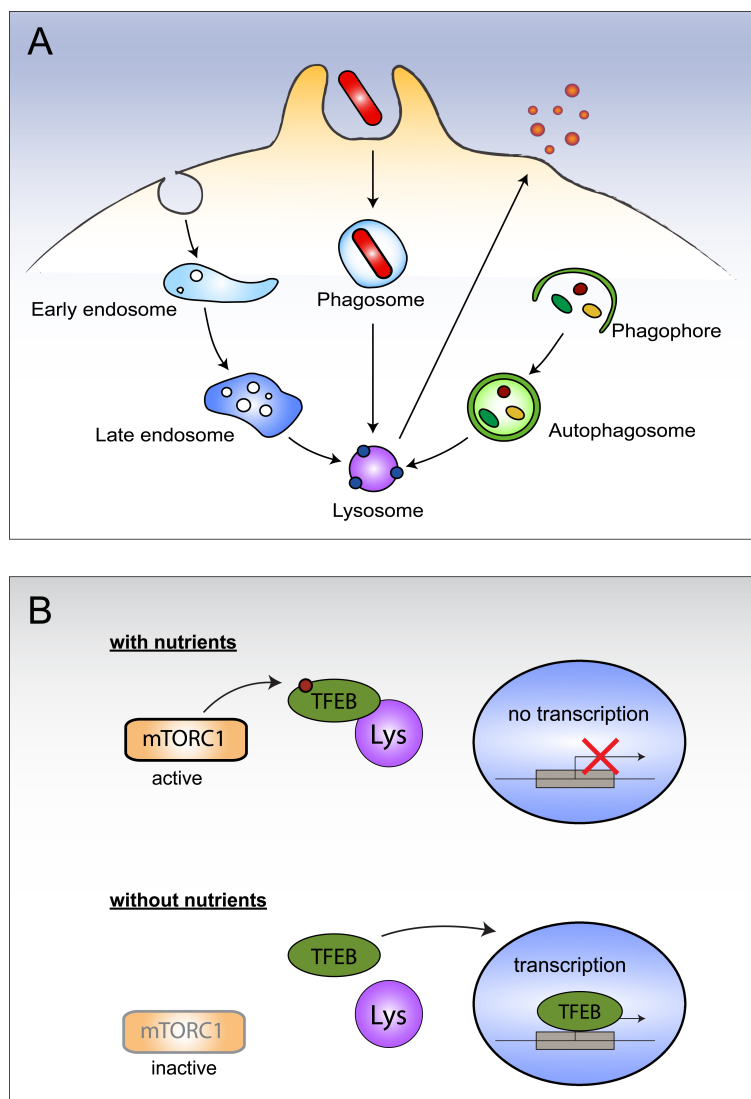 A
Early endosome
Phagosome
Phagophore
Late endosome
Autophagosome
Lysosome
B
with nutrients
TFEB
mTORC1
Lys
active
no transcription
without nutrients
TFEB
transcription
TFEB
mTORC1
Lys
inactive